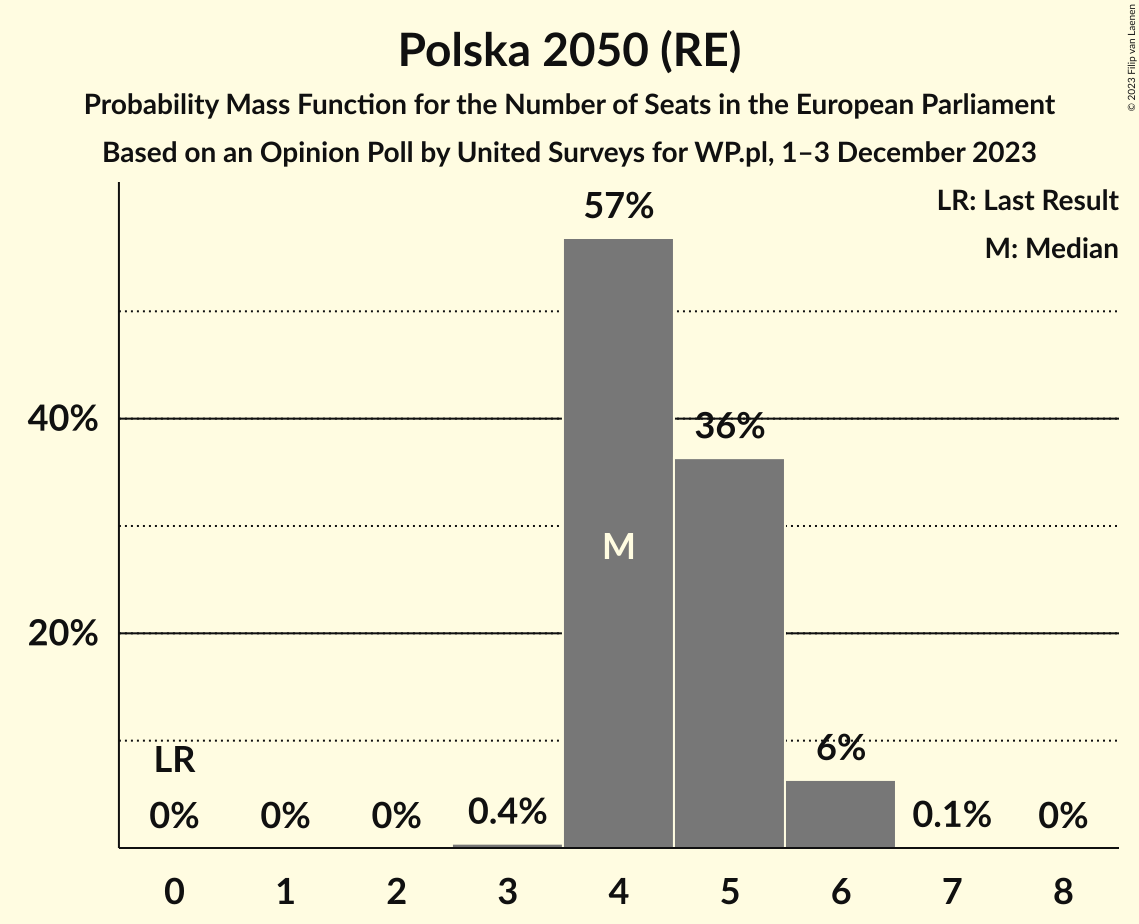 Polska 2050 (RE)
Probability Mass Function for the Number of Seats in the European Parliament
Based on an Opinion Poll by United Surveys for WP.pl, 1–3 December 2023
© 2023 Filip van Laenen
LR: Last Result
M: Median
57%
40%
36%
M
20%
LR
6%
0% 0% 0% 0.4% 0.1% 0%
0 1 2 3 4 5 6 7 8